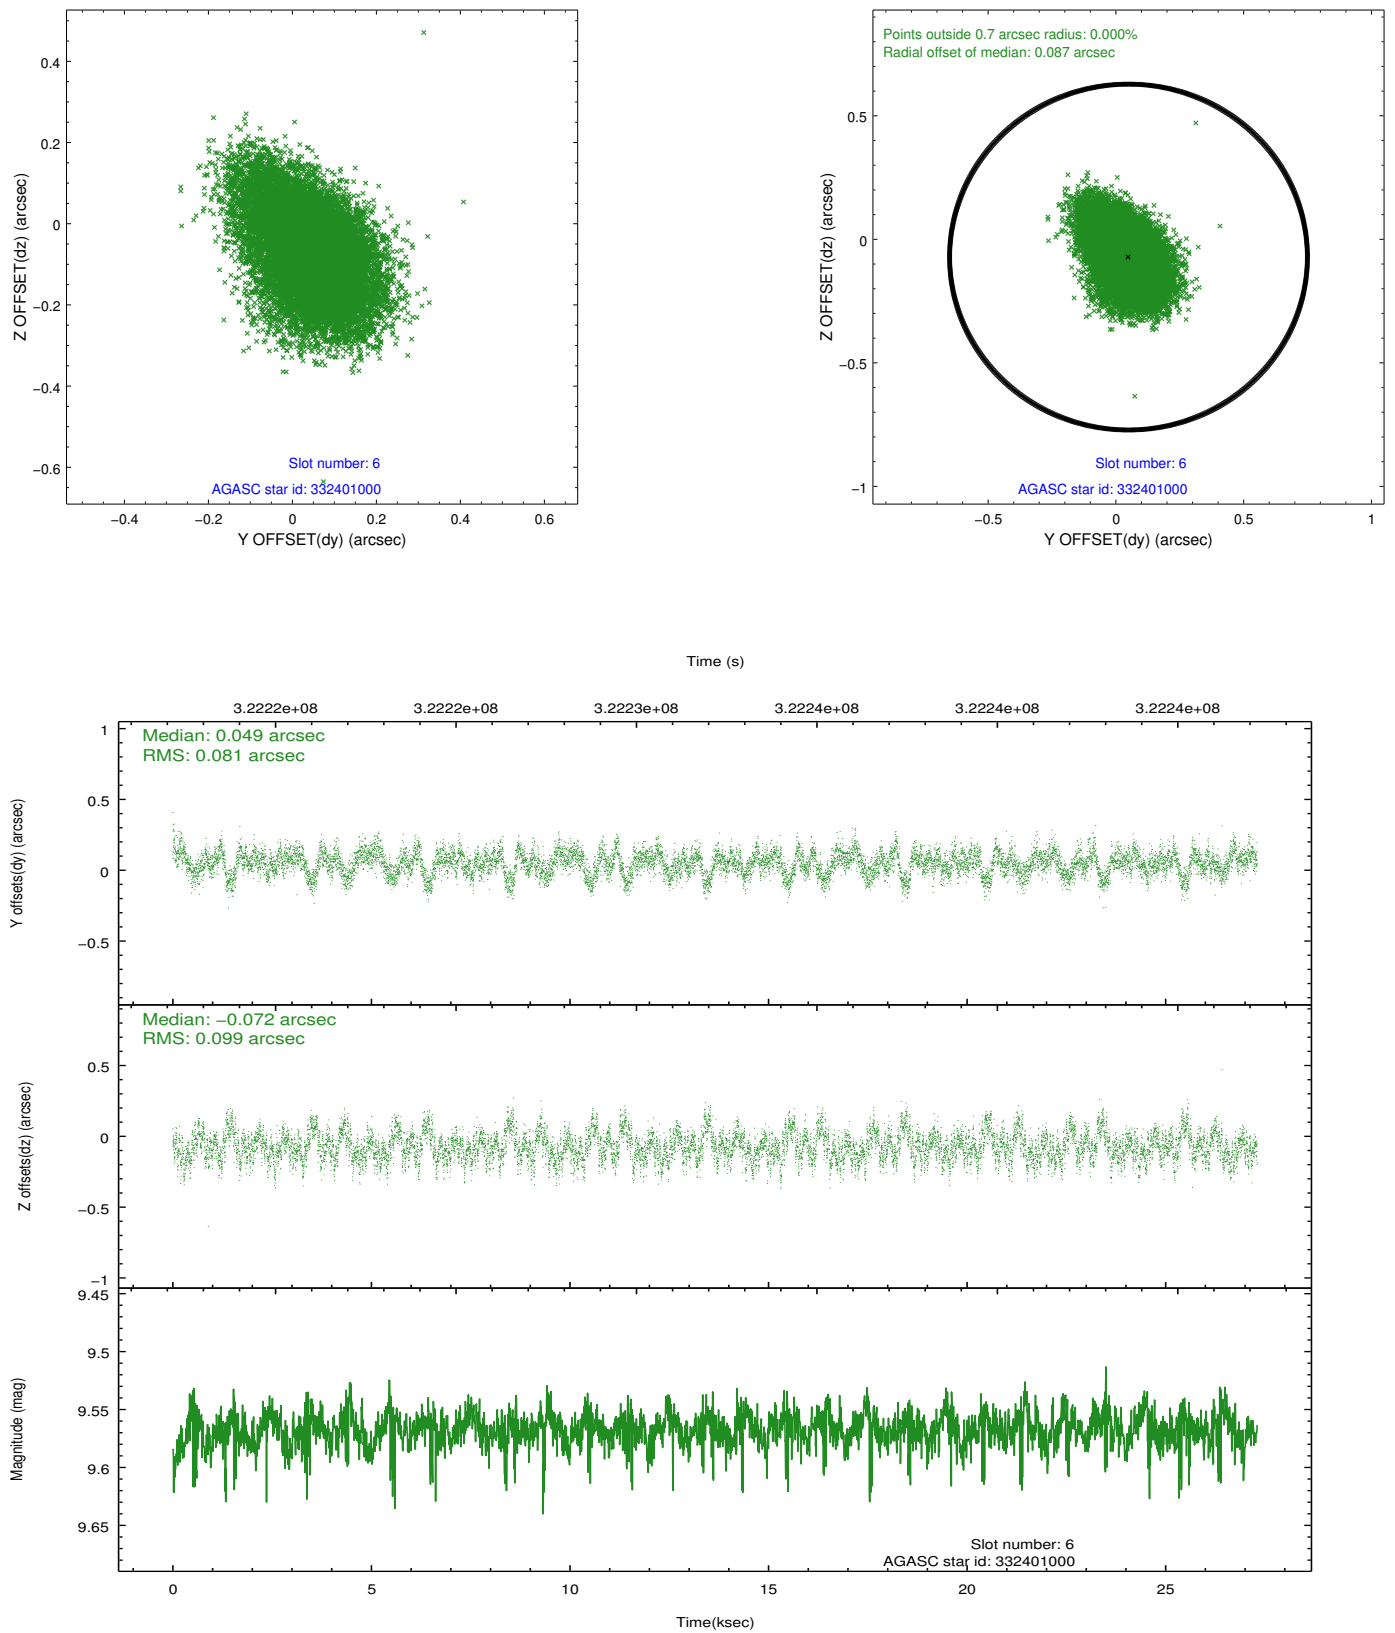 0.4
0.2
0
−0.2
−0.4
−0.6
Z OFFSET(dz) (arcsec)
Slot number: 6
AGASC star id: 332401000
−0.4 −0.2 0 0.2 0.4 0.6
Y OFFSET(dy) (arcsec)
Points outside 0.7 arcsec radius: 0.000%
Radial offset of median: 0.087 arcsec
0.5
0
−0.5
−1
Z OFFSET(dz) (arcsec)
Slot number: 6
AGASC star id: 332401000
−0.5 0 0.5 1
Y OFFSET(dy) (arcsec)
Time (s)
3.2222e+08 3.2222e+08 3.2223e+08 3.2224e+08 3.2224e+08 3.2224e+08
Median: 0.049 arcsec
RMS: 0.081 arcsec
1
0.5
0
−0.5
Y offsets(dy) (arcsec)
Median: −0.072 arcsec
RMS: 0.099 arcsec
0.5
0
−0.5
−1
Z offsets(dz) (arcsec)
9.45
9.5
9.55
9.6
9.65
Magnitude (mag)
Slot number: 6
AGASC star id: 332401000
0 5 10 15 20 25
Time(ksec)